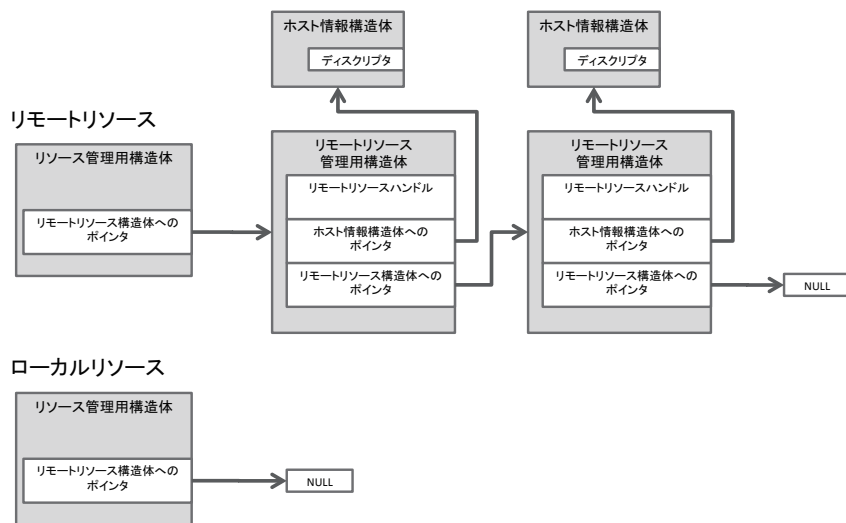 ホスト情報構造体
ディスクリプタ
ホスト情報構造体
ディスクリプタ
リモートリソース
リソース管理用構造体
リモートリソース構造体への
ポインタ
リモートリソース
管理用構造体
リモートリソースハンドル
ホスト情報構造体への
ポインタ
リモートリソース構造体への
ポインタ
リモートリソース
管理用構造体
リモートリソースハンドル
ホスト情報構造体への
ポインタ
リモートリソース構造体への
ポインタ
NULL
ローカルリソース
リソース管理用構造体
リモートリソース構造体への
ポインタ
NULL